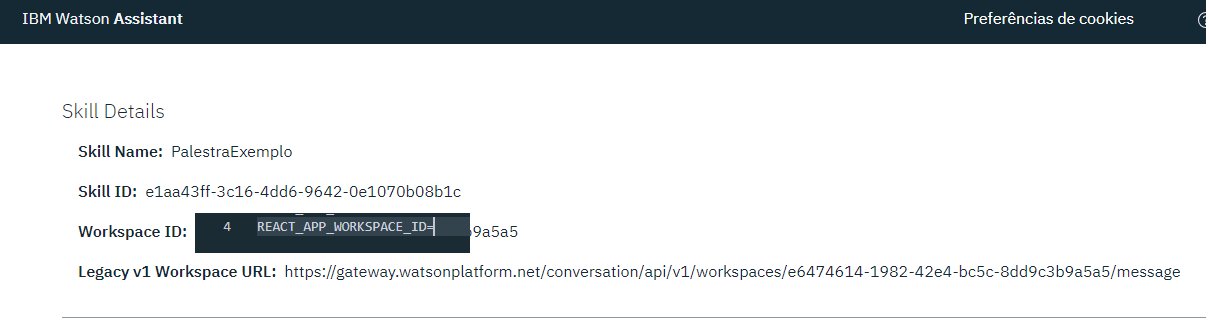 IBM Watson Assistant Preferências de cookies
Skill Details
Skill Name: PalestraExemplo
Skill ID: e1aa43ff-3c16-4dd6-9642-0e1070b08b1c
Workspace ID: 4 REACT_APP_WORKSPACE_ID= 9a5a5
Legacy v1 Workspace URL: https://gateway.watsonplatform.net/conversation/api/v1/workspaces/e6474614-1982-42e4-bc5c-8dd9c3b9a5a5/message